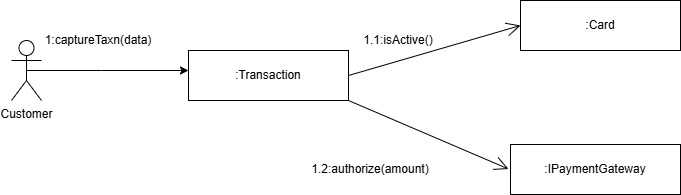 1:captureTaxn(data)
1.1:isActive()
:Card
:Transaction
Customer
1.2:authorize(amount)
:IPaymentGateway